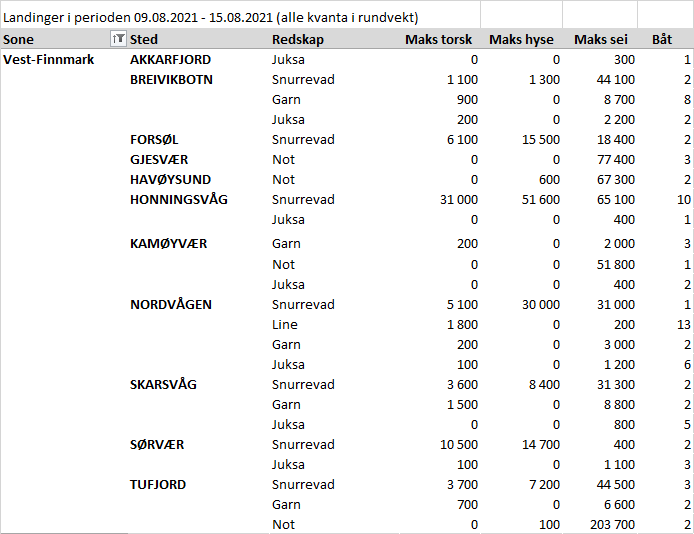 Landinger i perioden 09.08.2021 - 15.08.2021 (alle kvanta i rundvekt)
Sone Sted Redskap Maks torsk Maks hyse Maks sei Båt
Vest-Finnmark AKKARFJORD Juksa 0 0 300 1
BREIVIKBOTN Snurrevad 1 100 1 300 44 100 2
Garn 900 0 8 700 8
Juksa 200 0 2 200 2
FORSØL Snurrevad 6 100 15 500 18 400 2
GJESVÆR Not 0 0 77 400 3
HAVØYSUND Not 0 600 67 300 2
HONNINGSVÅG Snurrevad 31 000 51 600 65 100 10
Juksa 0 0 400 1
KAMØYVÆR Garn 200 0 2 000 3
Not 0 0 51 800 1
Juksa 0 0 400 2
NORDVÅGEN Snurrevad 5 100 30 000 31 000 1
Line 1 800 0 200 13
Garn 200 0 3 000 2
Juksa 100 0 1 200 6
SKARSVÅG Snurrevad 3 600 8 400 31 300 2
Garn 1 500 0 8 800 2
Juksa 0 0 800 5
SØRVÆR Snurrevad 10 500 14 700 400 2
Juksa 100 0 1 100 3
TUFJORD Snurrevad 3 700 7 200 44 500 3
Garn 700 0 6 600 2
Not 0 100 203 700 2